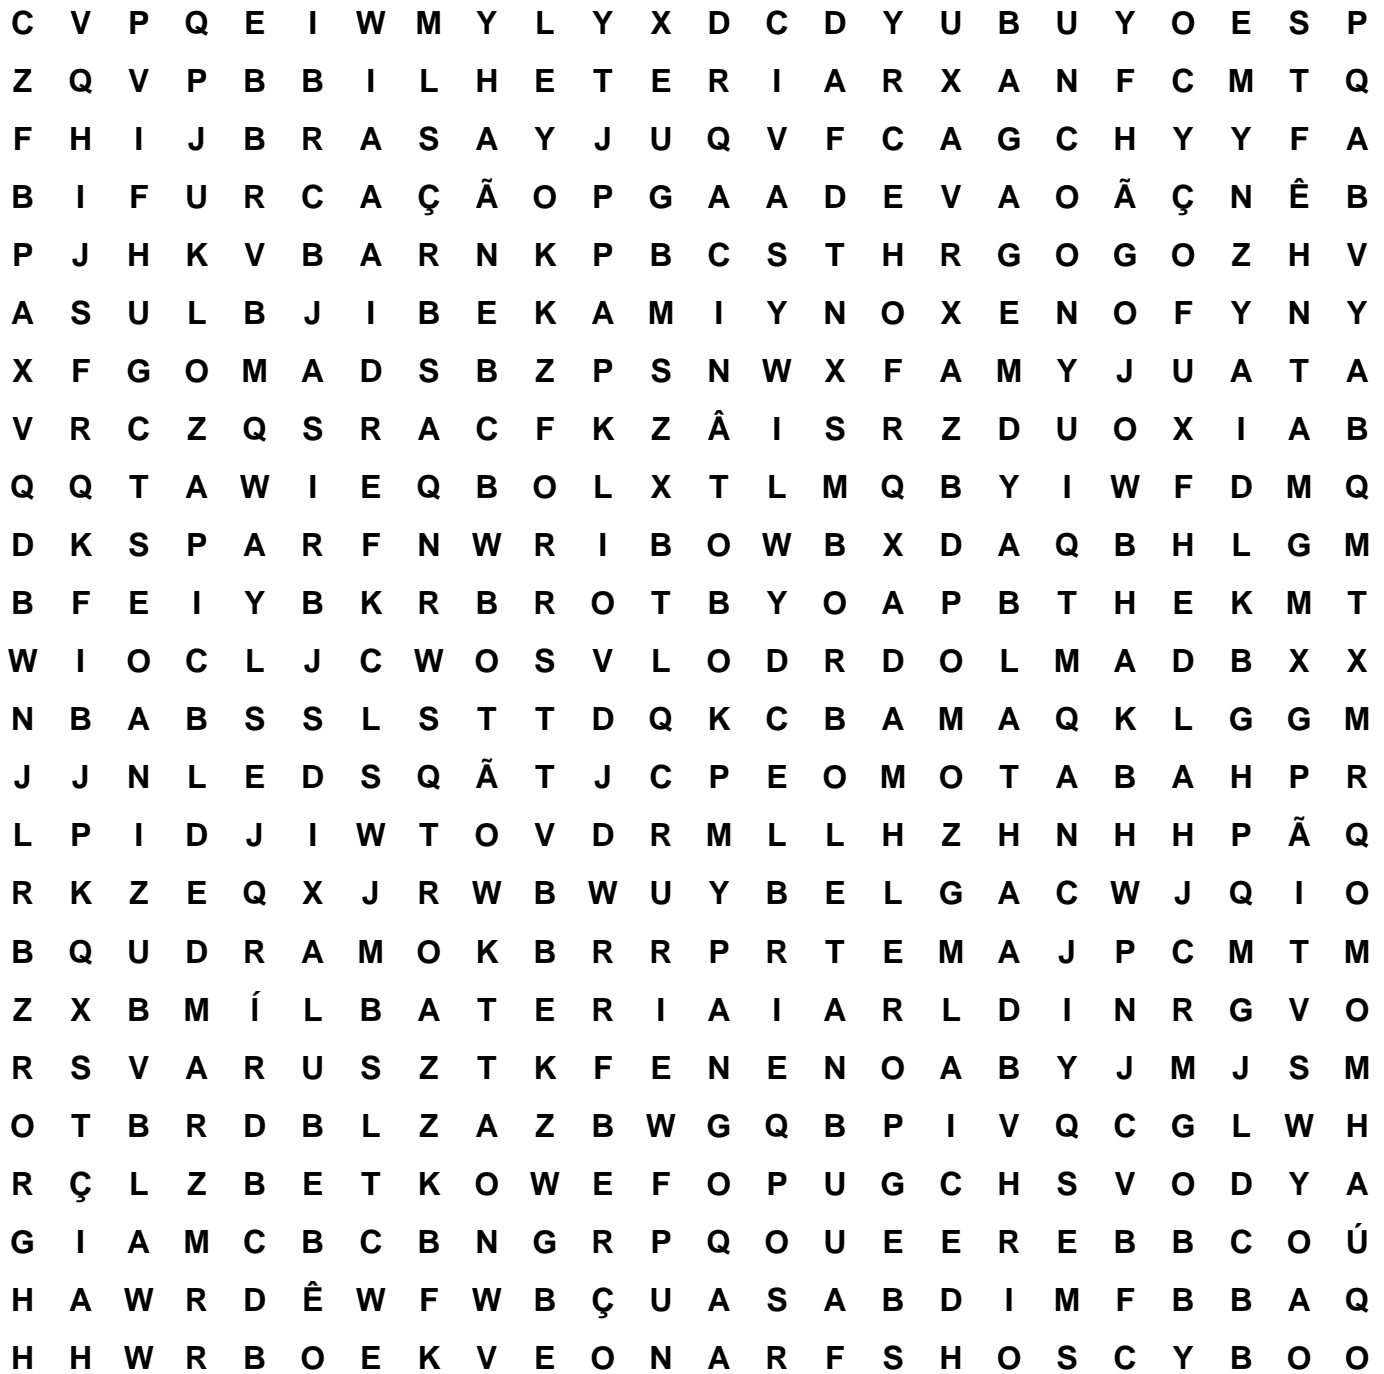 C V P Q E I W M Y L Y X D C D Y U B U Y O E S P
Z Q V P B B I L H E T E R I A R X A N F C M T Q
F H I J B R A S A Y J U Q V F C A G C H Y Y F A
B I F U R C A Ç Ã O P G A A D E V A O Ã Ç N Ê B
P J H K V B A R N K P B C S T H R G O G O Z H V
A S U L B J I B E K A M I Y N O X E N O F Y N Y
X F G O M A D S B Z P S N W X F A M Y J U A T A
V R C Z Q S R A C F K Z Â I S R Z D U O X I A B
Q Q T A W I E Q B O L X T L M Q B Y I W F D M Q
D K S P A R F N W R I B O W B X D A Q B H L G M
B F E I Y B K R B R O T B Y O A P B T H E K M T
W I O C L J C W O S V L O D R D O L M A D B X X
N B A B S S L S T T D Q K C B A M A Q K L G G M
J J N L E D S Q Ã T J C P E O M O T A B A H P R
L P I D J I W T O V D R M L L H Z H N H H P Ã Q
R K Z E Q X J R W B W U Y B E L G A C W J Q I O
B Q U D R A M O K B R R P R T E M A J P C M T M
Z X B M Í L B A T E R I A I A R L D I N R G V O
R S V A R U S Z T K F E N E N O A B Y J M J S M
O T B R D B L Z A Z B W G Q B P I V Q C G L W H
R Ç L Z B E T K O W E F O P U G C H S V O D Y A
G I A M C B C B N G R P Q O U E E R E B B C O Ú
H A W R D Ê W F W B Ç U A S A B D I M F B B A Q
H H W R B O E K V E O N A R F S H O S C Y B O O